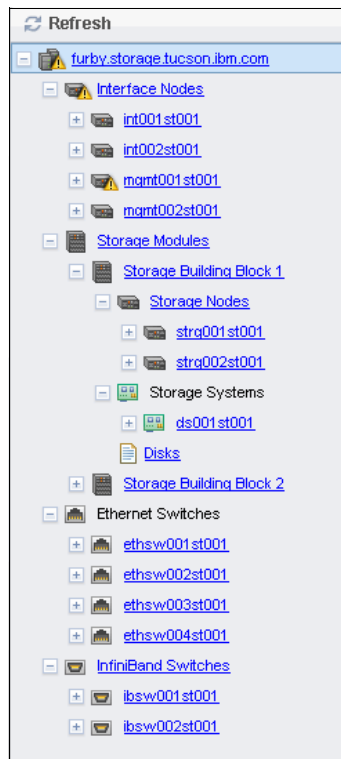 Refresh
furby.storage.tucson.ibm.com
Interface Nodes
int001st001
int002st001
mgmt001st001
mgmt002st001
Storage Modules
Storage Building Block 1
Storage Nodes
strg001st001
strg002st001
Storage Systems
ds001st001
Disks
Storage Building Block 2
Ethernet Switches
ethsw001st001
ethsw002st001
ethsw003st001
ethsw004st001
InfiniBand Switches
ibsw001st001
ibsw002st001